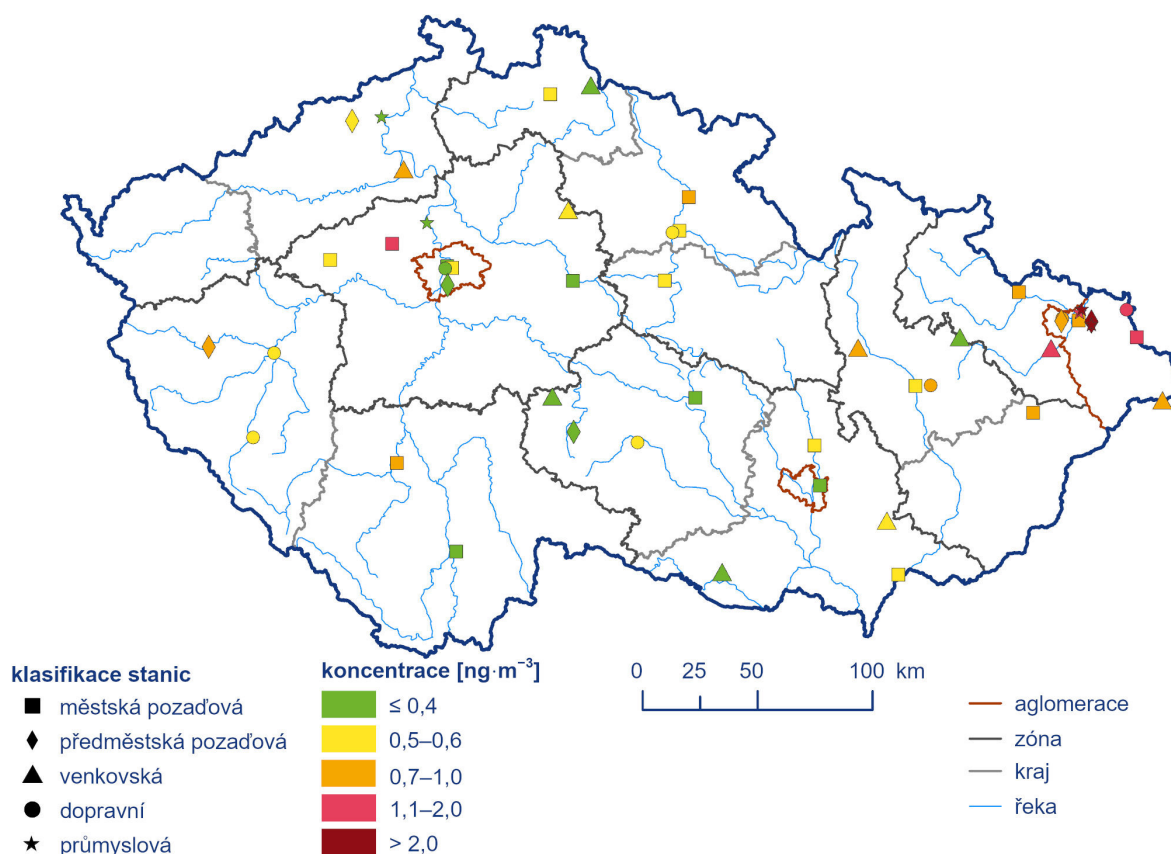 klasifikace stanic
městská pozaďová
předměstská pozaďová
venkovská
dopravní
průmyslová
koncentrace [ng·m⁻³]
≤ 0,4
0,5–0,6
0,7–1,0
1,1–2,0
> 2,0
0 25 50 100 km
aglomerace
zóna
kraj
řeka